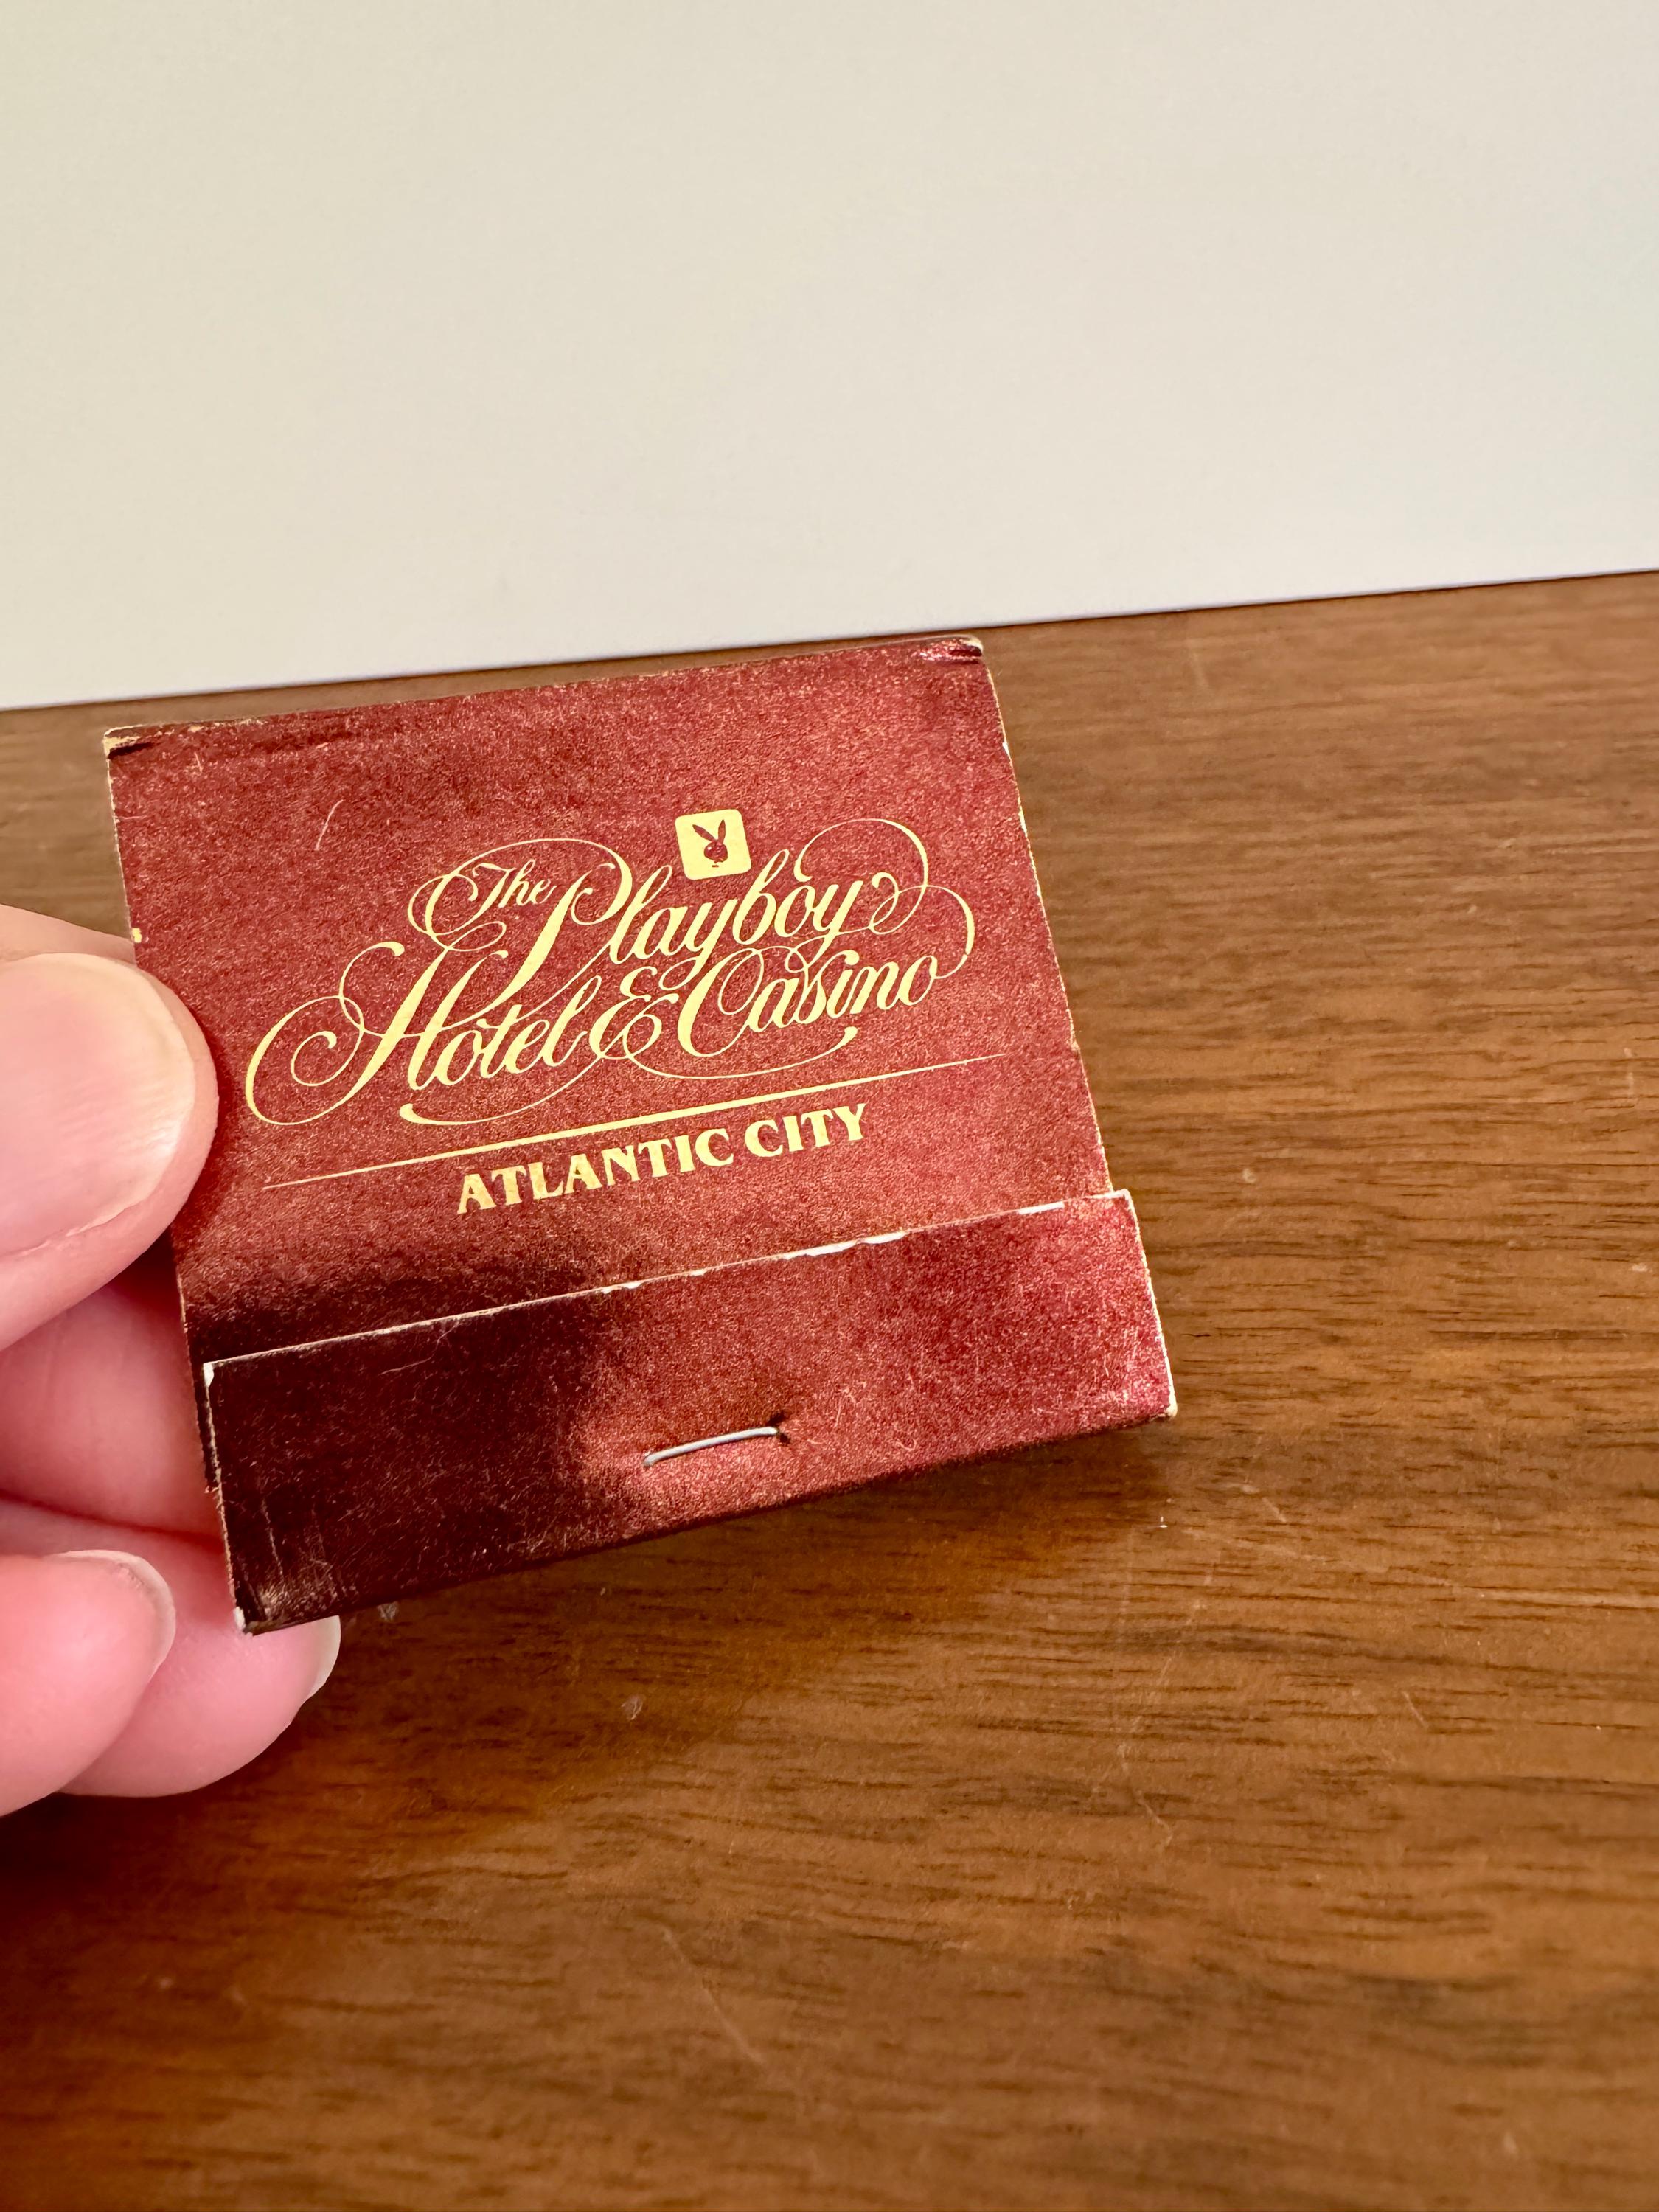 The Playboy
Hotel & Casino
ATLANTIC CITY